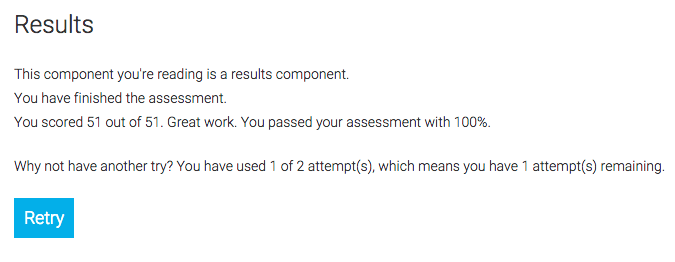 Results
This component you're reading is a results component.
You have finished the assessment.
You scored 51 out of 51. Great work. You passed your assessment with 100%.
Why not have another try? You have used 1 of 2 attempt(s), which means you have 1 attempt(s) remaining.
Retry